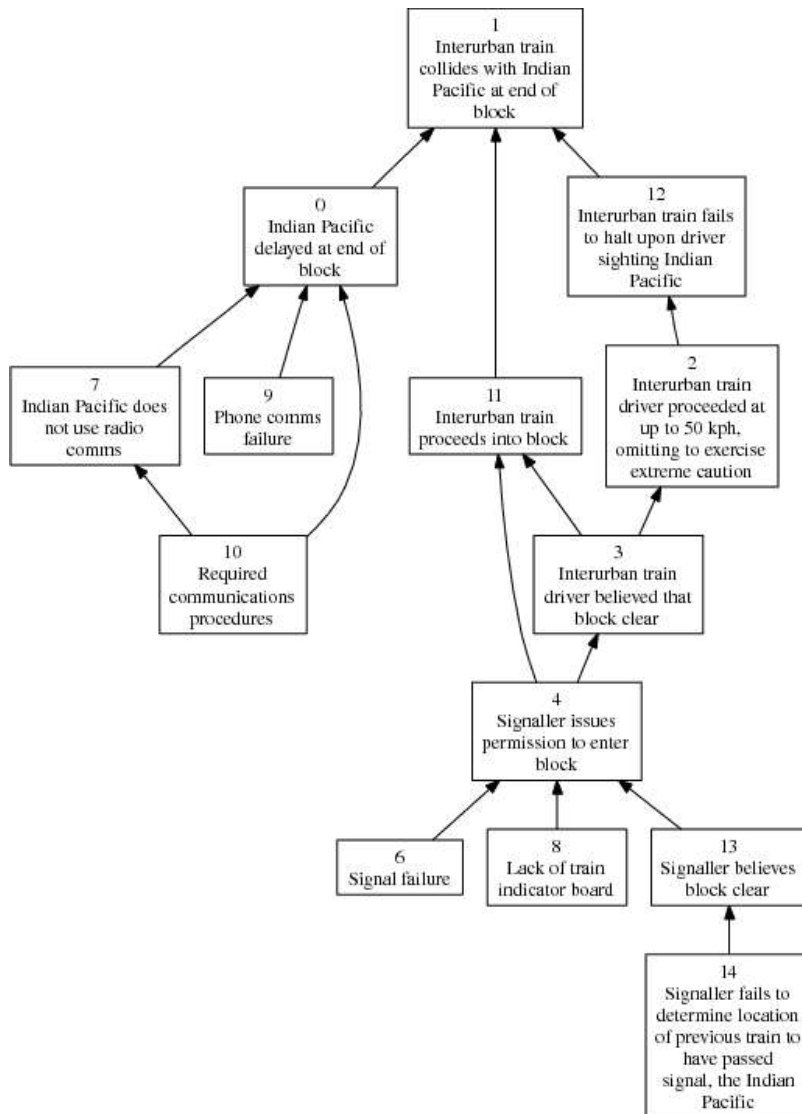 1
Interurban train
collides with Indian
Pacific at end of
block
0
Indian Pacific
delayed at end of
block
12
Interurban train fails
to halt upon driver
sighting Indian
Pacific
7
Indian Pacific does
not use radio
comms
9
Phone comms
failure
11
Interurban train
proceeds into block
2
Interurban train
driver proceeded at
up to 50 kph,
omitting to exercise
extreme caution
10
Required
communications
procedures
3
Interurban train
driver believed that
block clear
4
Signaller issues
permission to enter
block
6
Signal failure
8
Lack of train
indicator board
13
Signaller believes
block clear
14
Signaller fails to
determine location
of previous train to
have passed
signal, the Indian
Pacific